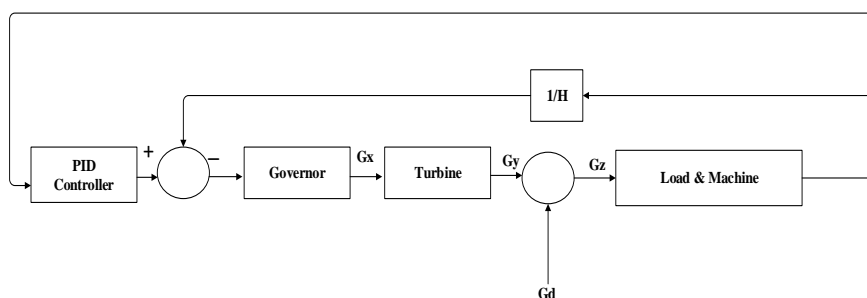 1/H
+
−
PID
Controller
Governor
Gx
Turbine
Gy
Gz
Load & Machine
Gd